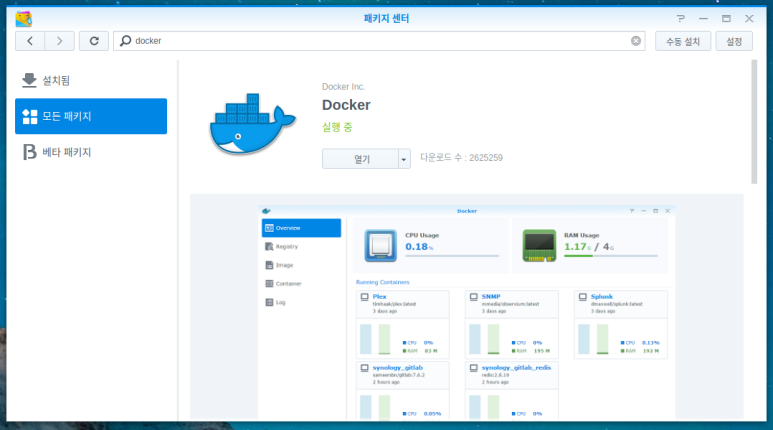 패키지 센터
docker
수동 설치
설정
설치됨
모든 패키지
베타 패키지
Docker Inc.
Docker
실행 중
열기
다운로드 수 : 2625259
Docker
Overview
Registry
Image
Container
Log
CPU Usage
0.18%
RAM Usage
1.17G / 4G
Running Containers
Plex
timhaak/plex:latest
3 days ago
CPU 0%
RAM 83 M
SNMP
mmedia/observium:latest
3 days ago
CPU 0%
RAM 195 M
Splunk
dmaxwell/splunk:latest
3 days ago
CPU 0.13%
RAM 192 M
synology_gitlab
sameersbn/gitlab:7.6.2
2 hours ago
CPU 0.05%
synology_gitlab_redis
redis:2.8.19
2 hours ago
CPU 0%